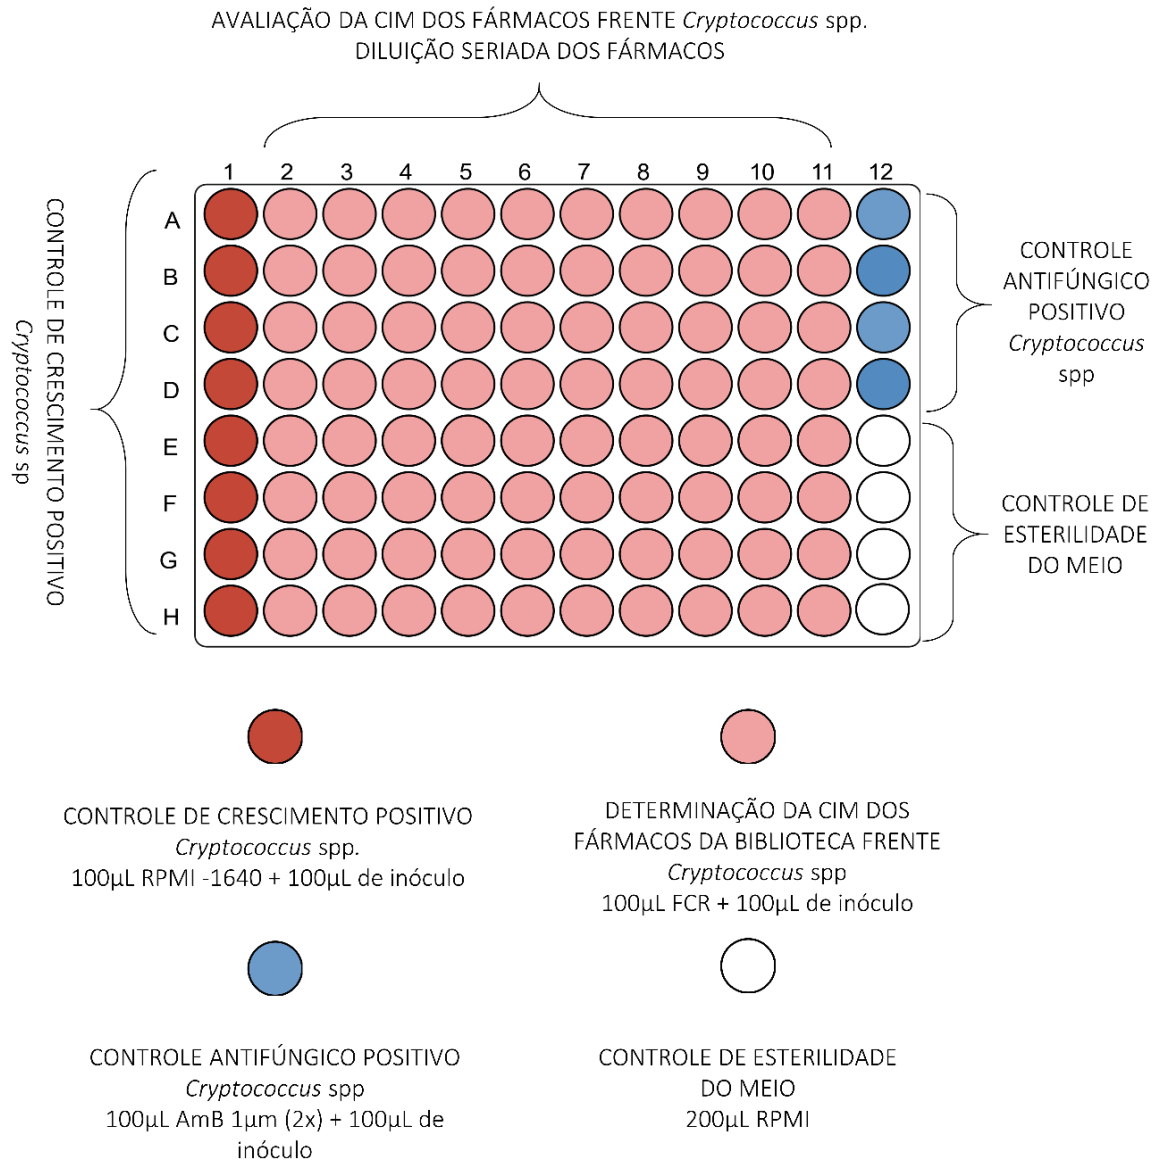 AVALIAÇÃO DA CIM DOS FÁRMACOS FRENTE Cryptococcus spp.
DILUIÇÃO SERIADA DOS FÁRMACOS
1 2 3 4 5 6 7 8 9 10 11 12
A
B
C
D
E
F
G
H
CONTROLE DE CRESCIMENTO POSITIVO
Cryptococcus sp
CONTROLE
ANTIFÚNGICO
POSITIVO
Cryptococcus
spp
CONTROLE DE
ESTERILIDADE
DO MEIO
CONTROLE DE CRESCIMENTO POSITIVO
Cryptococcus spp.
100µL RPMI -1640 + 100µL de inóculo
DETERMINAÇÃO DA CIM DOS
FÁRMACOS DA BIBLIOTECA FRENTE
Cryptococcus spp
100µL FCR + 100µL de inóculo
CONTROLE ANTIFÚNGICO POSITIVO
Cryptococcus spp
100µL AmB 1µm (2x) + 100µL de
inóculo
CONTROLE DE ESTERILIDADE
DO MEIO
200µL RPMI